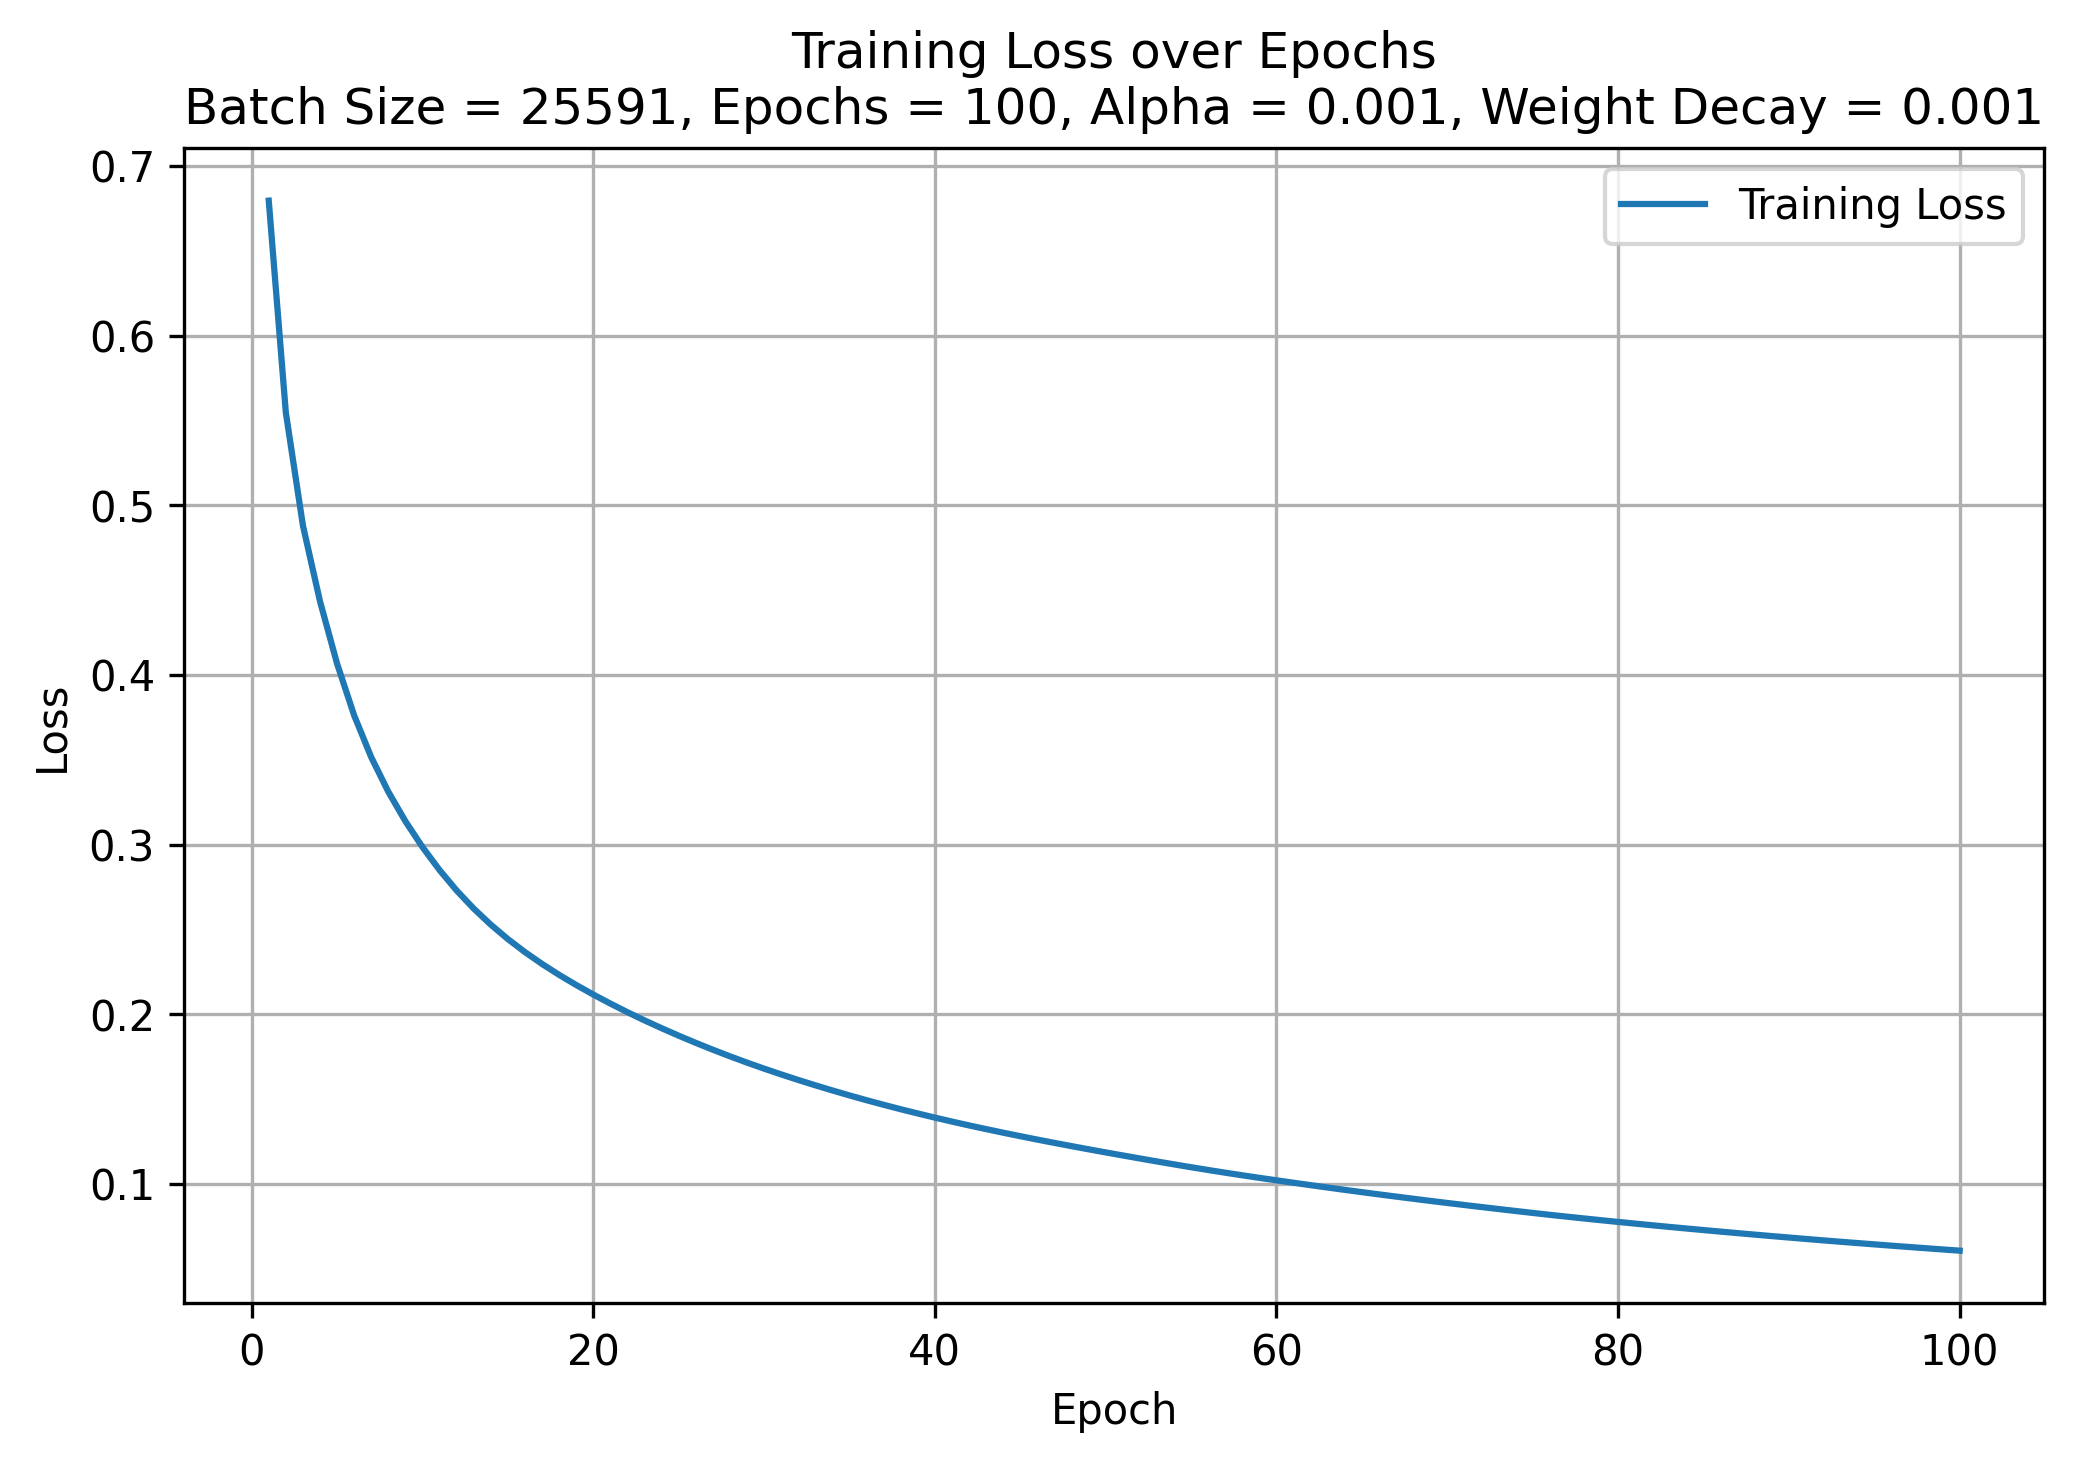 Training Loss over Epochs
Batch Size = 25591, Epochs = 100, Alpha = 0.001, Weight Decay = 0.001
Training Loss
0.7
0.6
0.5
0.4
0.3
0.2
0.1
Loss
0 20 40 60 80 100
Epoch